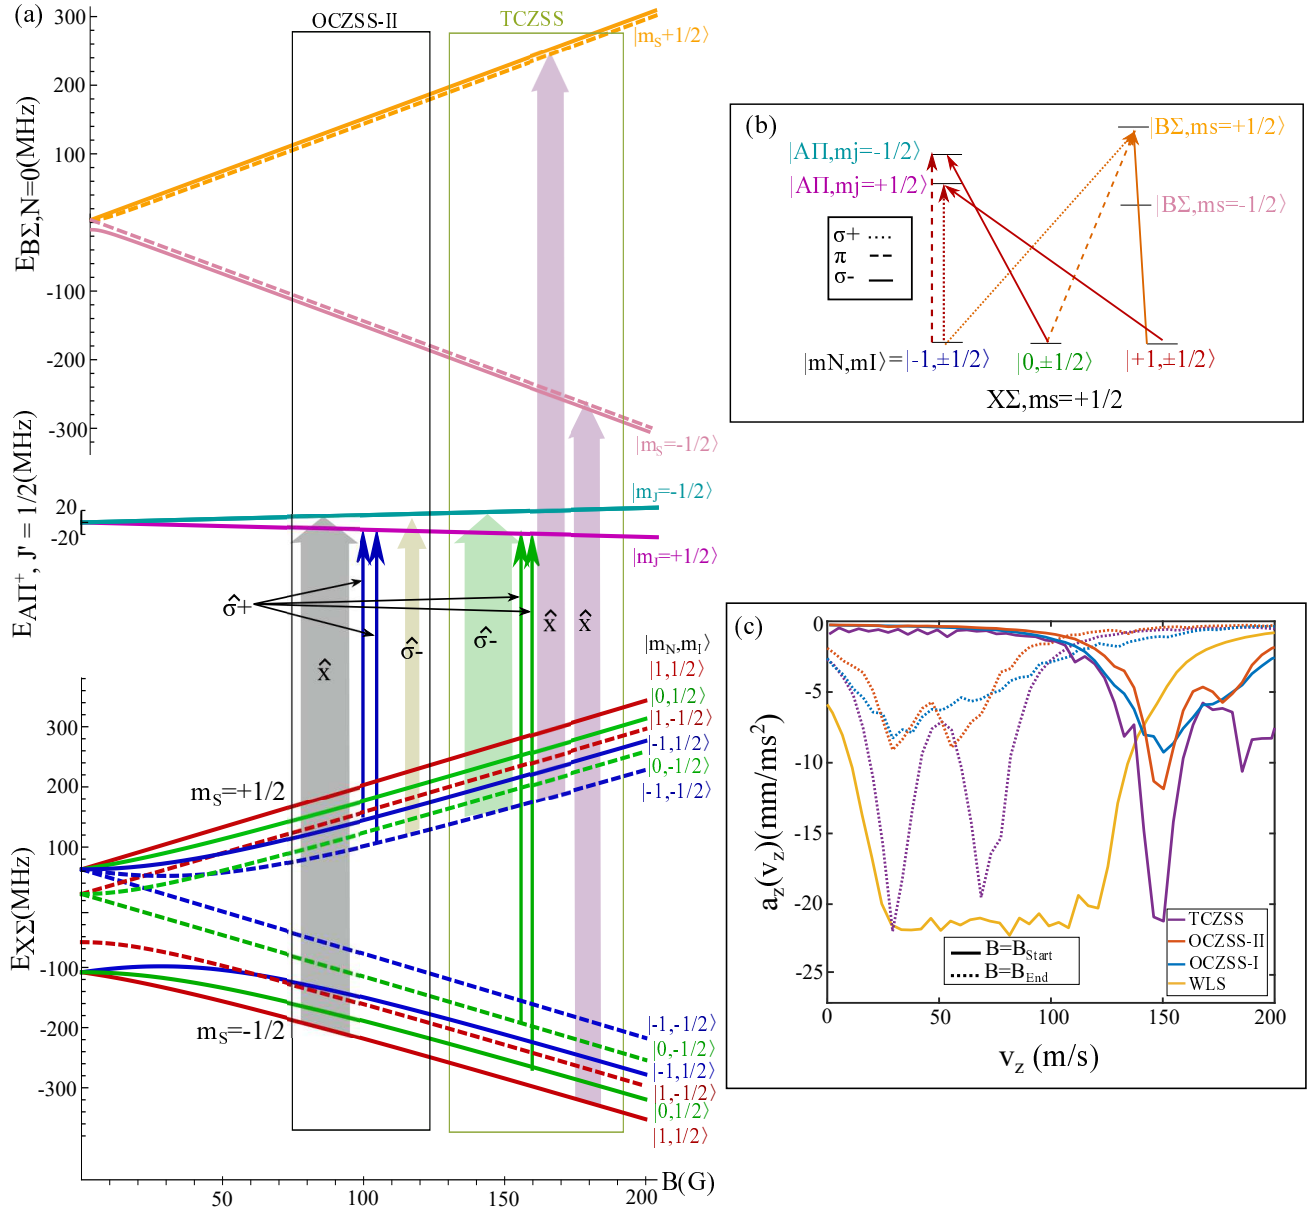 (a)
OCZSS-II
TCZSS
E_BΣ,N=0(MHz)
300
200
100
-100
-200
-300
|m_S+1/2⟩
|m_S=-1/2⟩
E_AΠ⁺, J' = 1/2(MHz)
20
-20
|m_J=-1/2⟩
|m_J=+1/2⟩
σ̂+
x̂
σ̂-
σ̂-
x̂
x̂
|m_N,m_I⟩
|1,1/2⟩
|0,1/2⟩
|1,-1/2⟩
|-1,1/2⟩
|0,-1/2⟩
|-1,-1/2⟩
E_XΣ(MHz)
300
200
100
-100
-200
-300
m_S=+1/2
m_S=-1/2
|-1,-1/2⟩
|0,-1/2⟩
|-1,1/2⟩
|1,-1/2⟩
|0,1/2⟩
|1,1/2⟩
50
100
150
200
B(G)
(b)
|AΠ,mj=-1/2⟩
|AΠ,mj=+1/2⟩
|BΣ,ms=+1/2⟩
|BΣ,ms=-1/2⟩
σ+
π
σ-
|mN,mI⟩=|-1,±1/2⟩ |0,±1/2⟩ |+1,±1/2⟩
XΣ,ms=+1/2
(c)
a_z(v_z)(mm/ms²)
0
-5
-10
-15
-20
-25
TCZSS
OCZSS-II
OCZSS-I
WLS
B=B_Start
B=B_End
0 50 100 150 200
v_z (m/s)